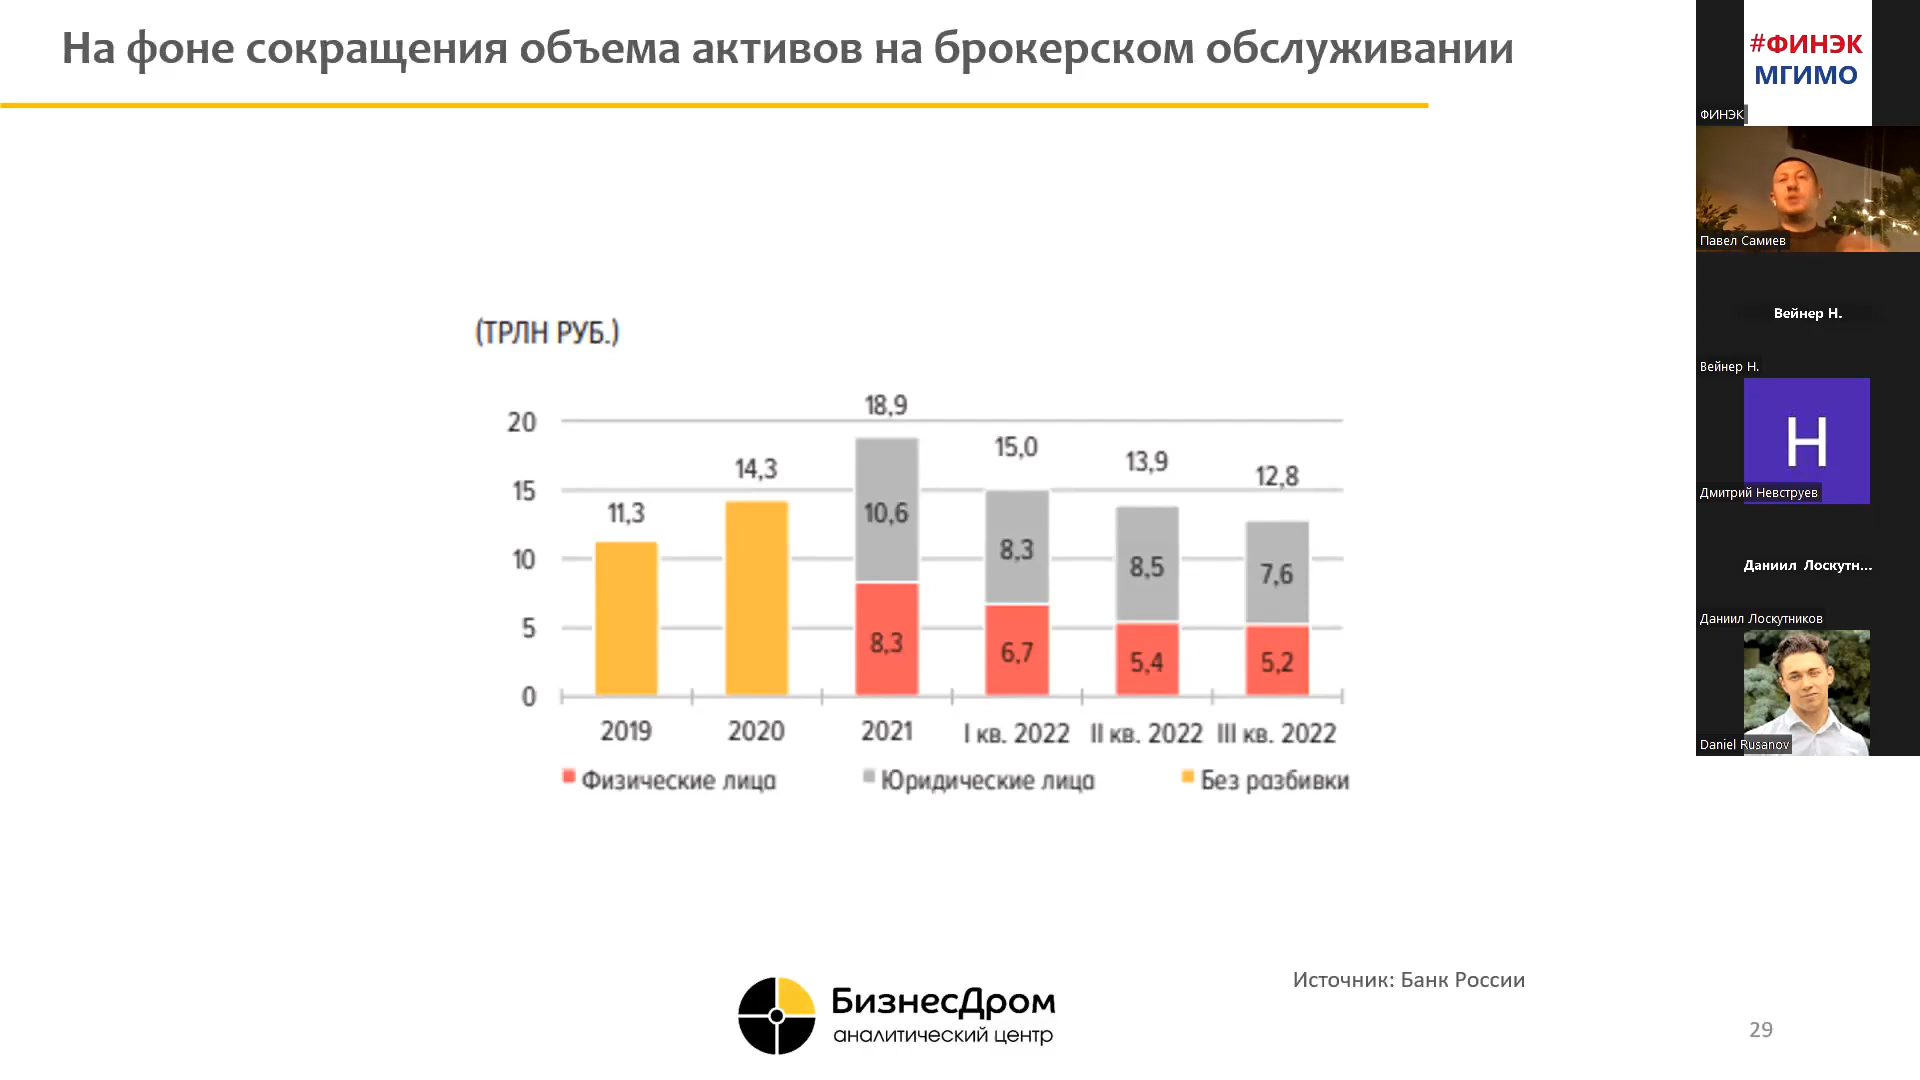 На фоне сокращения объема активов на брокерском обслуживании
(ТРЛН РУБ.)
20
15
10
5
0
11,3
14,3
18,9
10,6
8,3
15,0
8,3
6,7
13,9
8,5
5,4
12,8
7,6
5,2
2019
2020
2021
I кв. 2022
II кв. 2022
III кв. 2022
Физические лица
Юридические лица
Без разбивки
БизнесДром
аналитический центр
Источник: Банк России
29
#ФИНЭК
МГИМО
ФИНЭК
Павел Самиев
Вейнер Н.
Вейнер Н.
Н
Дмитрий Невструев
Даниил Лоскутн...
Даниил Лоскутников
Daniel Rusanov